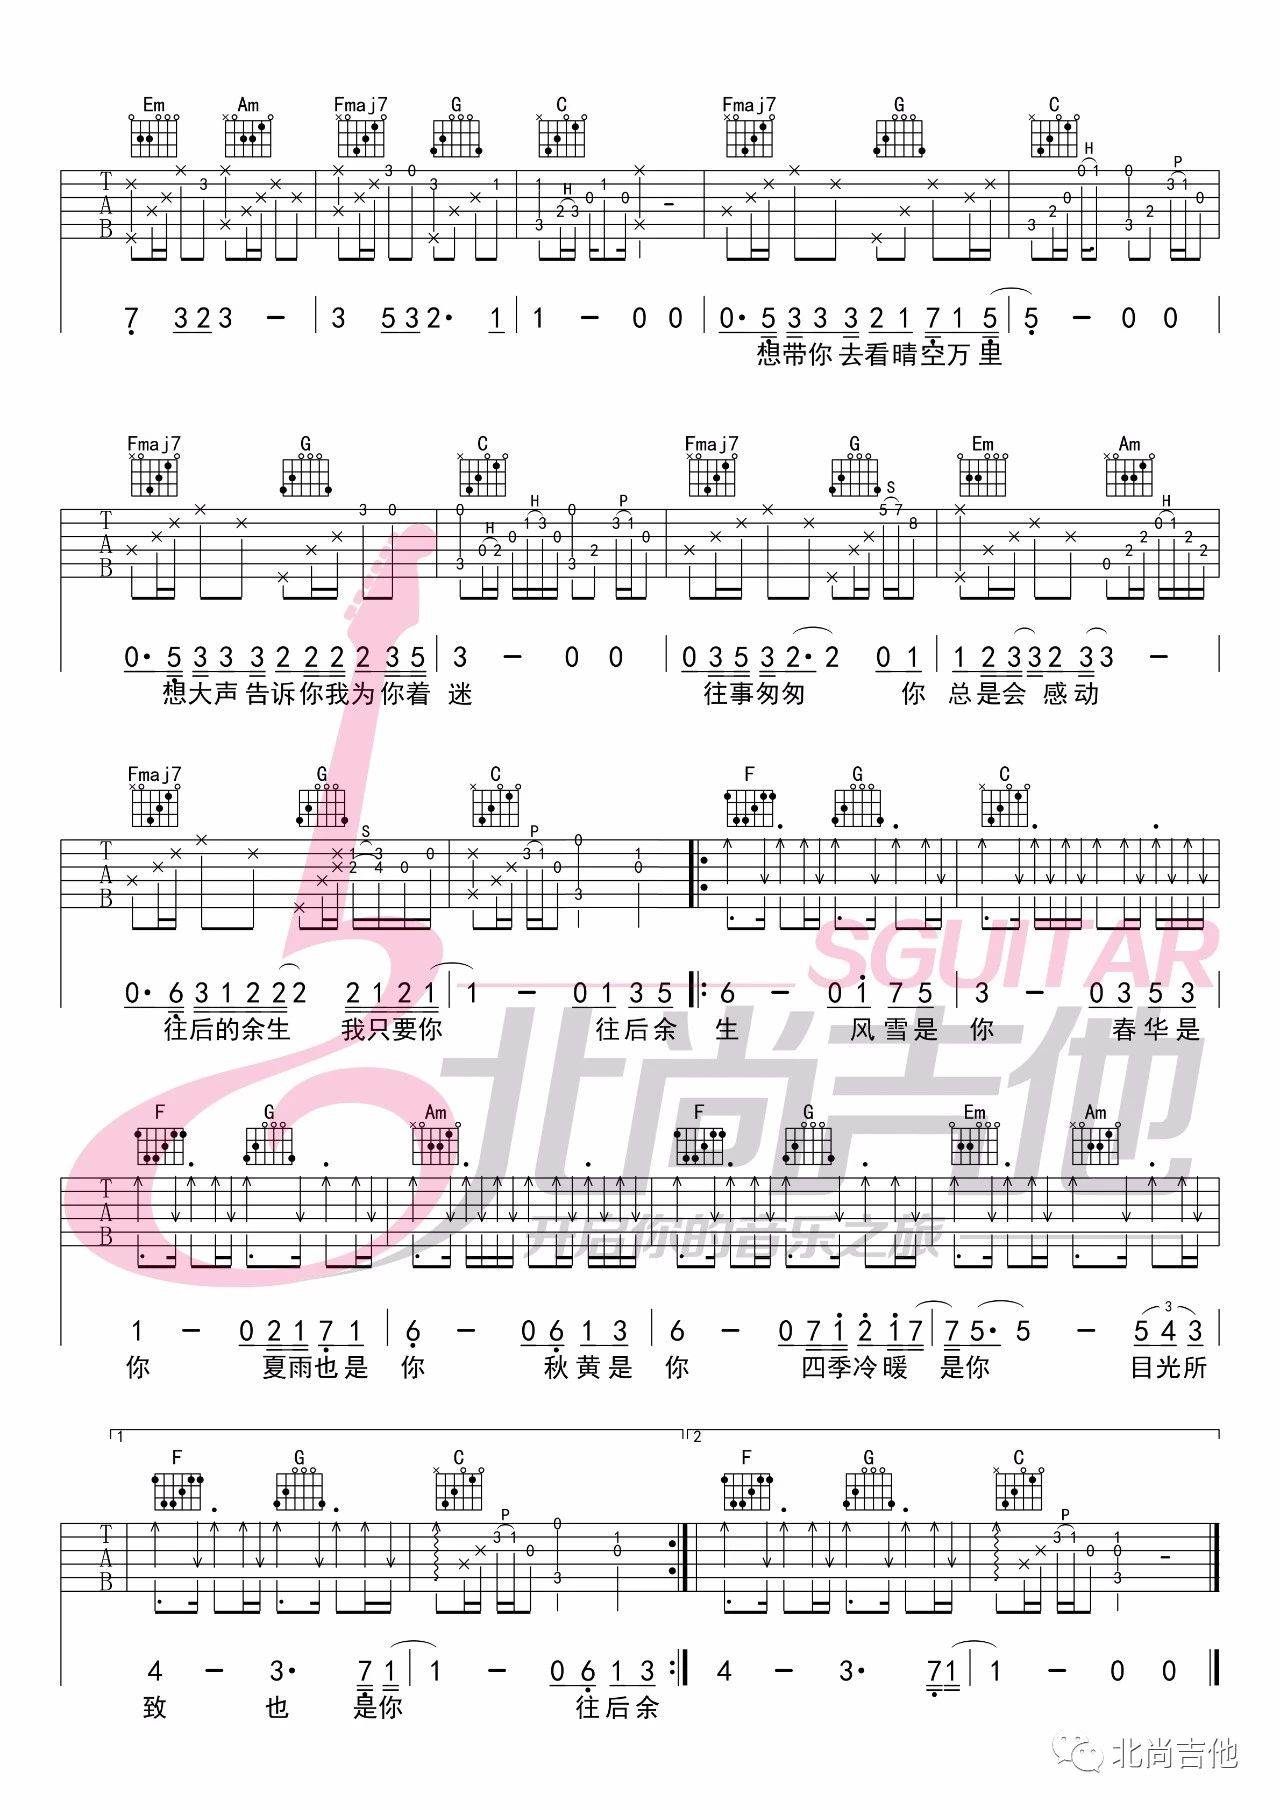 Em Am Fmaj7 G C Fmaj7 G C
7 3 2 3 - 3 5 3 2· 1 1 - 0 0 0· 5 3 3 3 2 1 7 1 5 5 - 0 0
想带你去看晴空万里
Fmaj7 G C Fmaj7 G Em Am
0· 5 3 3 3 2 2 2 2 3 5 3 - 0 0 0 3 5 3 2· 2 0 1 1 2 3 3 2 3 3 -
想大声告诉你我为你着迷 往事匆匆 你 总是会感动
Fmaj7 G C F G C
SGUITAR
0· 6 3 1 2 2 2 2 1 2 1 1 - 0 1 3 5 6 - 0 1 7 5 3 - 0 3 5 3
往后的余生 我只要你 往后余 生 风雪是 你 春华是
北尚吉他
F G Am F G Em Am
开启你的音乐之旅
1 - 0 2 1 7 1 6 - 0 6 1 3 6 - 0 7 1 2 1 7 7 5· 5 - 5 4 3
你 夏雨也是 你 秋黄是 你 四季冷暖 是你 目光所
1 2
F G C F G C
4 - 3· 7 1 1 - 0 6 1 3 4 - 3· 7 1 1 - 0 0
致 也 是你 往后余
北尚吉他